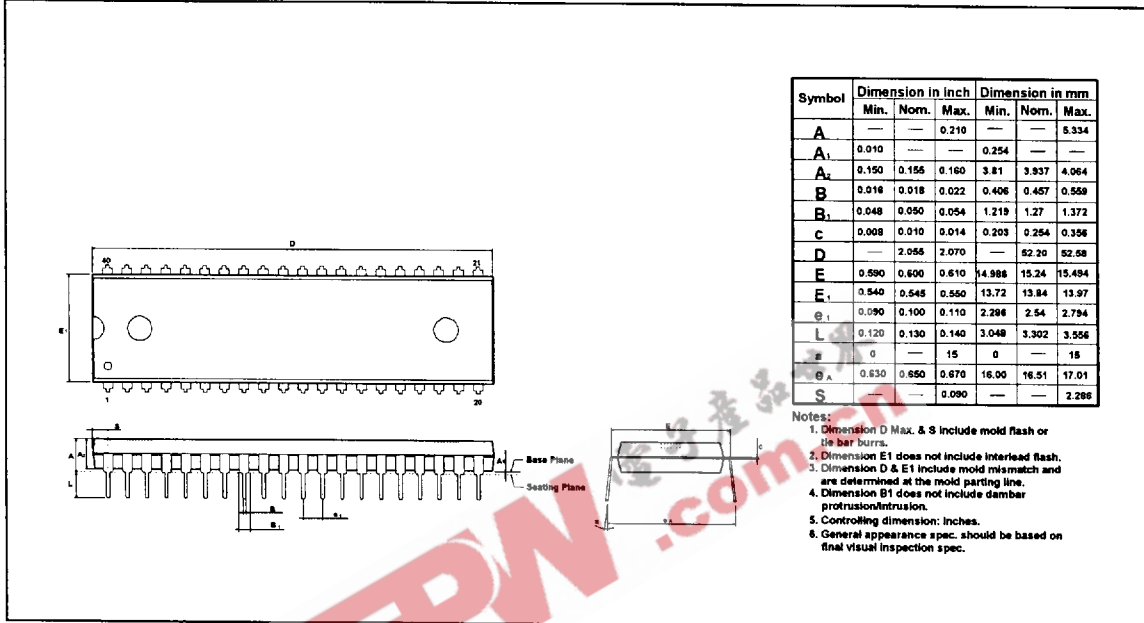 Symbol Dimension in inch Dimension in mm
Min. Nom. Max. Min. Nom. Max.
A — — 0.210 — — 5.334
A1 0.010 — — 0.254 — —
A2 0.150 0.155 0.160 3.81 3.937 4.064
B 0.016 0.018 0.022 0.406 0.457 0.559
B1 0.048 0.050 0.054 1.219 1.27 1.372
c 0.008 0.010 0.014 0.203 0.254 0.356
D — 2.055 2.070 — 52.20 52.58
E 0.590 0.600 0.610 14.986 15.24 15.494
E1 0.540 0.545 0.550 13.72 13.84 13.97
e1 0.090 0.100 0.110 2.286 2.54 2.794
L 0.120 0.130 0.140 3.048 3.302 3.556
a 0 — 15 0 — 15
eA 0.630 0.650 0.670 16.00 16.51 17.01
S — — 0.090 — — 2.286
Notes:
1. Dimension D Max. & S include mold flash or
tie bar burrs.
2. Dimension E1 does not include interlead flash.
3. Dimension D & E1 include mold mismatch and
are determined at the mold parting line.
4. Dimension B1 does not include dambar
protrusion/intrusion.
5. Controlling dimension: Inches.
6. General appearance spec. should be based on
final visual inspection spec.
D
40 21
E1
1 20
S
A A2 A1
Base Plane
Seating Plane
L
B
B1
e1
E
C
a
eA
電子產品世界
.com.cn